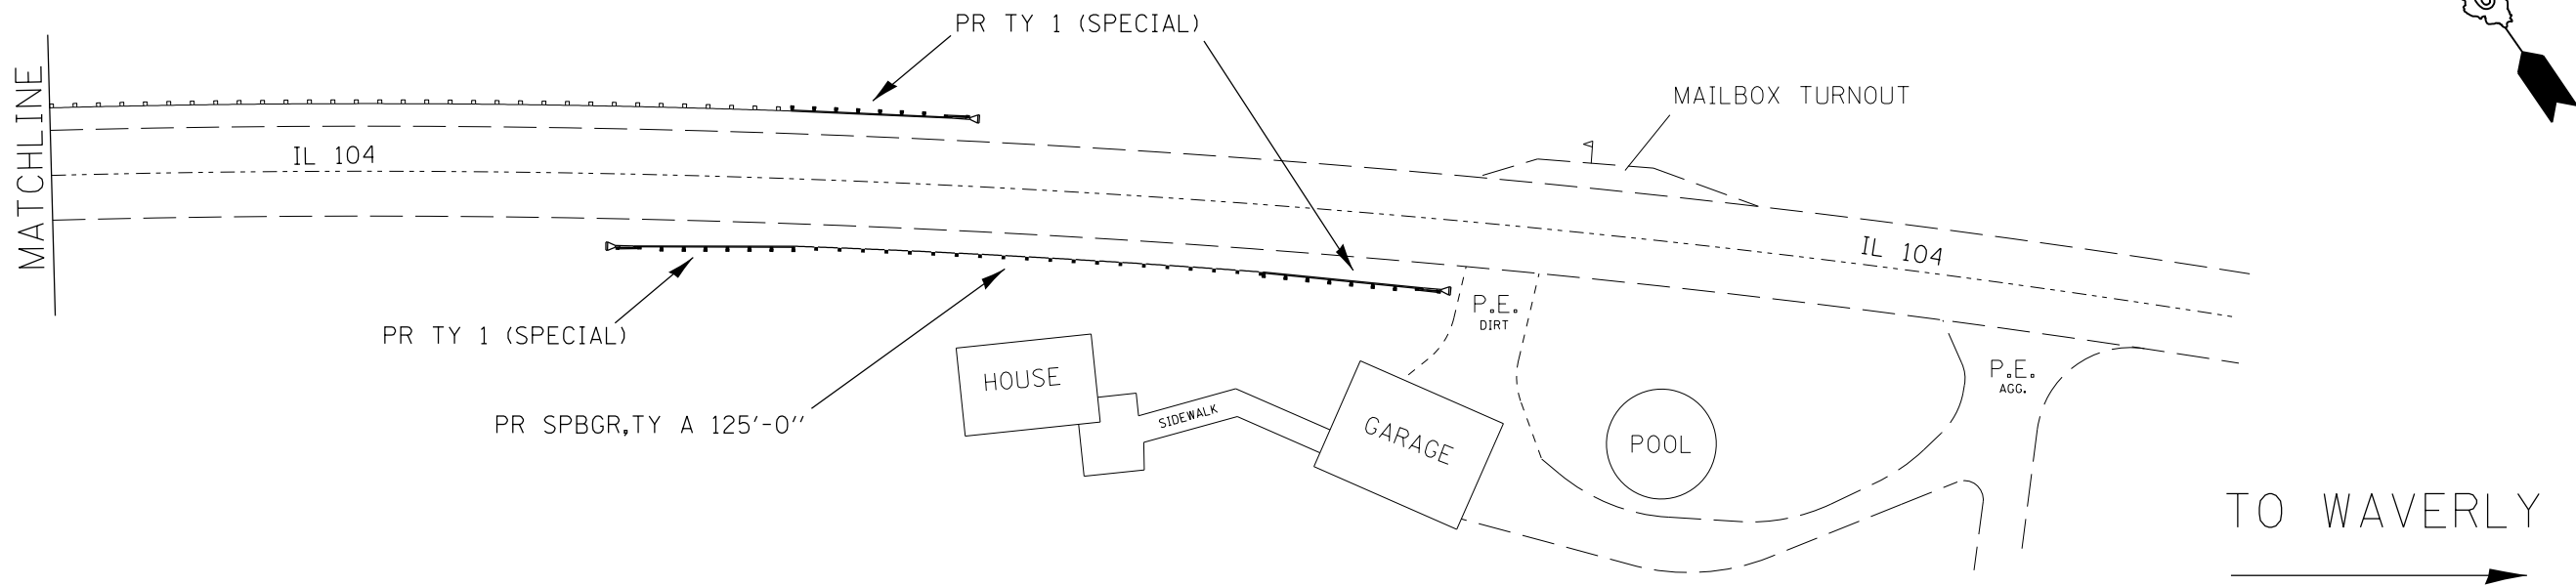 PR TY 1 (SPECIAL)
MAILBOX TURNOUT
MATCHLINE
IL 104
IL 104
P.E.
DIRT
PR TY 1 (SPECIAL)
P.E.
AGG.
HOUSE
SIDEWALK
GARAGE
POOL
PR SPBGR,TY A 125'-0"
TO WAVERLY